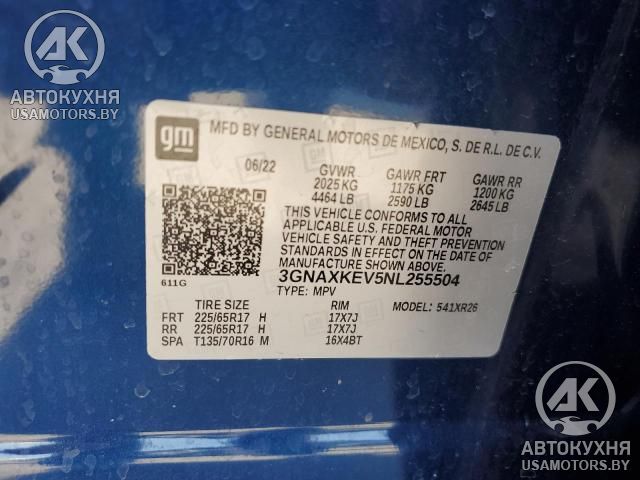 AK
АВТОКУХНЯ
USAMOTORS.BY
gm
MFD BY GENERAL MOTORS DE MEXICO, S. DE R.L. DE C.V.
06/22 GVWR GAWR FRT GAWR RR
2025 KG 1175 KG 1200 KG
4464 LB 2590 LB 2645 LB
THIS VEHICLE CONFORMS TO ALL
APPLICABLE U.S. FEDERAL MOTOR
VEHICLE SAFETY AND THEFT PREVENTION
STANDARDS IN EFFECT ON THE DATE OF
MANUFACTURE SHOWN ABOVE.
3GNAXKEV5NL255504
611G TYPE: MPV MODEL: 541XR26
TIRE SIZE RIM
FRT 225/65R17 H 17X7J
RR 225/65R17 H 17X7J
SPA T135/70R16 M 16X4BT
AK
АВТОКУХНЯ
USAMOTORS.BY